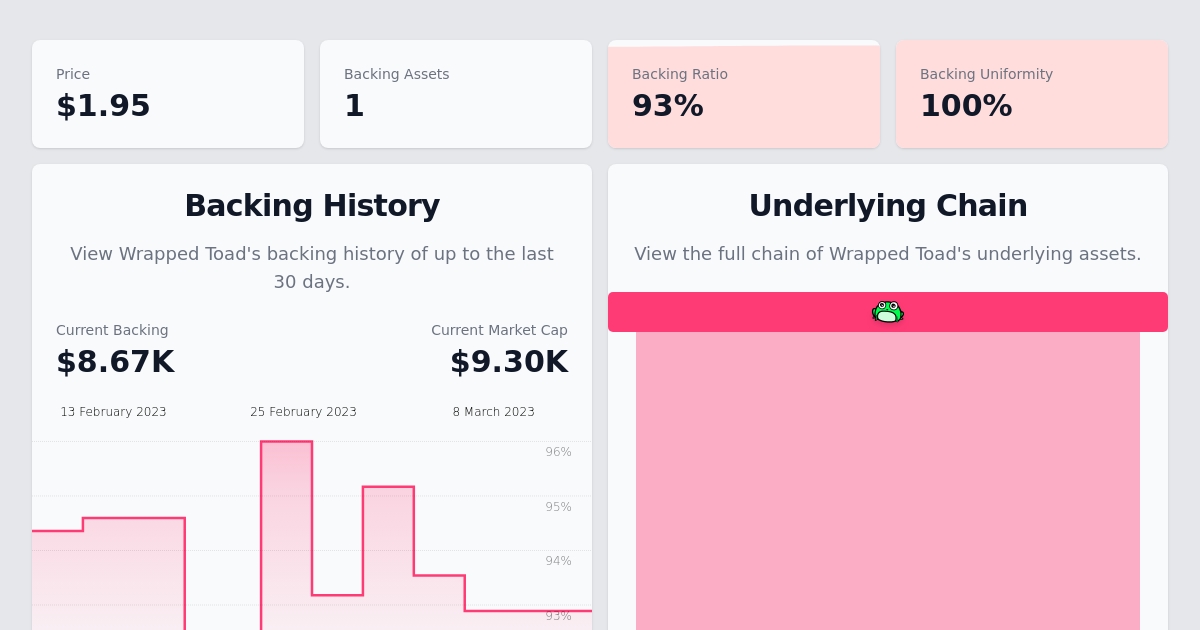 Price
$1.95
Backing Assets
1
Backing Ratio
93%
Backing Uniformity
100%
Backing History
View Wrapped Toad's backing history of up to the last
30 days.
Current Backing
$8.67K
Current Market Cap
$9.30K
13 February 2023
25 February 2023
8 March 2023
96%
95%
94%
93%
Underlying Chain
View the full chain of Wrapped Toad's underlying assets.